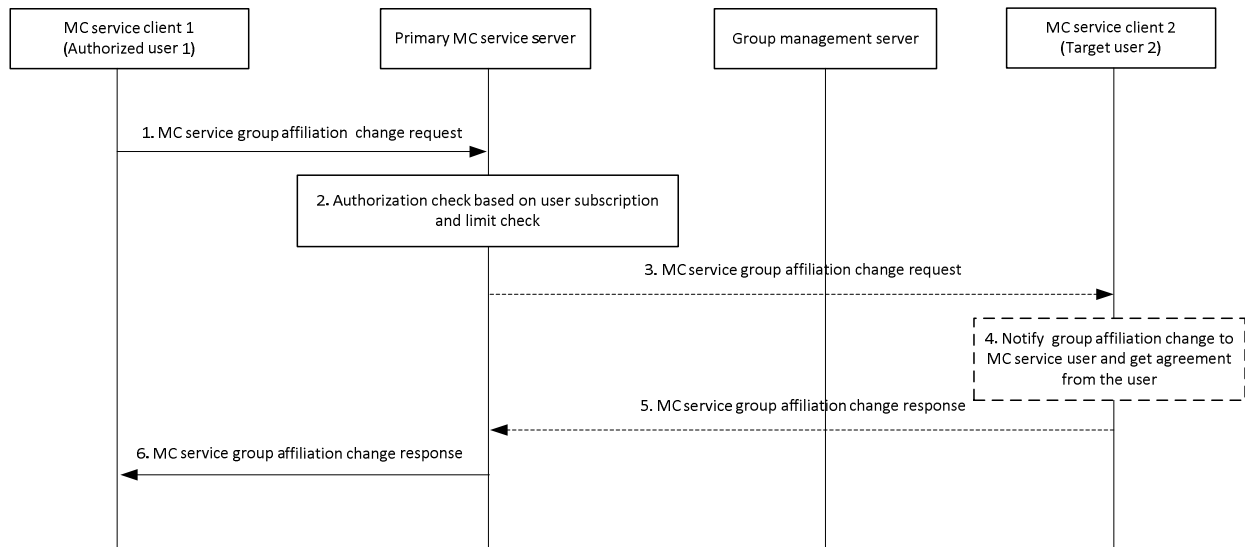 MC service client 1
(Authorized user 1)
Primary MC service server
Group management server
MC service client 2
(Target user 2)
1. MC service group affiliation change request
2. Authorization check based on user subscription
and limit check
3. MC service group affiliation change request
4. Notify group affiliation change to
MC service user and get agreement
from the user
5. MC service group affiliation change response
6. MC service group affiliation change response